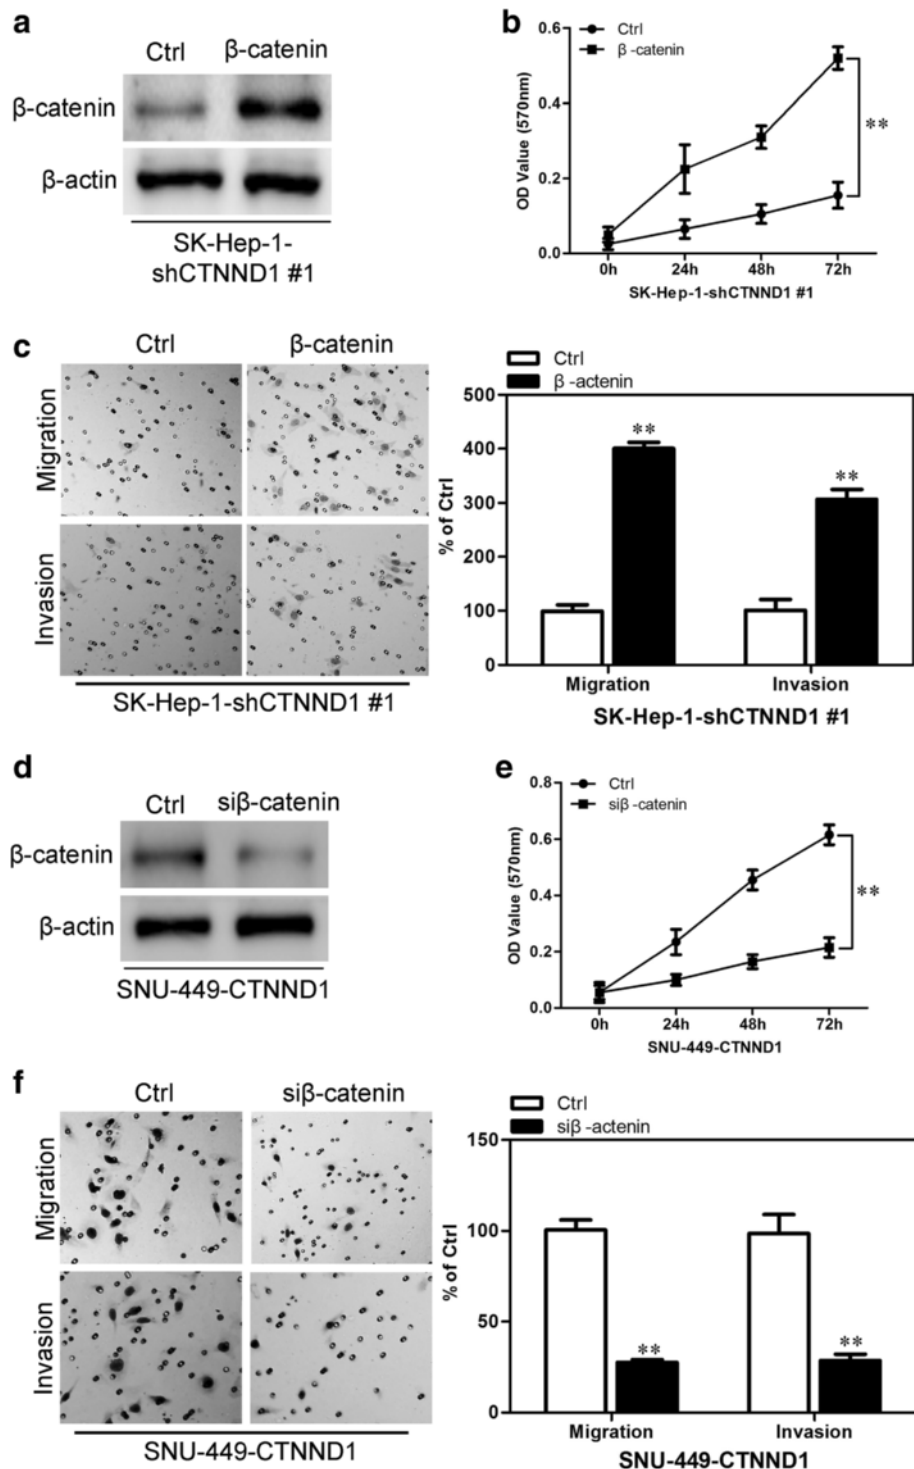 a
Ctrl β-catenin
β-catenin
β-actin
SK-Hep-1-
shCTNND1 #1
b
Ctrl
β -catenin
OD Value (570nm)
0.6
0.4
0.2
0.0
**
0h 24h 48h 72h
SK-Hep-1-shCTNND1 #1
c
Ctrl β-catenin
Migration
Invasion
SK-Hep-1-shCTNND1 #1
Ctrl
β -actenin
% of Ctrl
500
400
300
200
100
0
** **
Migration Invasion
SK-Hep-1-shCTNND1 #1
d
Ctrl siβ-catenin
β-catenin
β-actin
SNU-449-CTNND1
e
Ctrl
siβ -catenin
OD Value (570nm)
0.8
0.6
0.4
0.2
0.0
**
0h 24h 48h 72h
SNU-449-CTNND1
f
Ctrl siβ-catenin
Migration
Invasion
SNU-449-CTNND1
Ctrl
siβ -actenin
% of Ctrl
150
100
50
0
** **
Migration Invasion
SNU-449-CTNND1